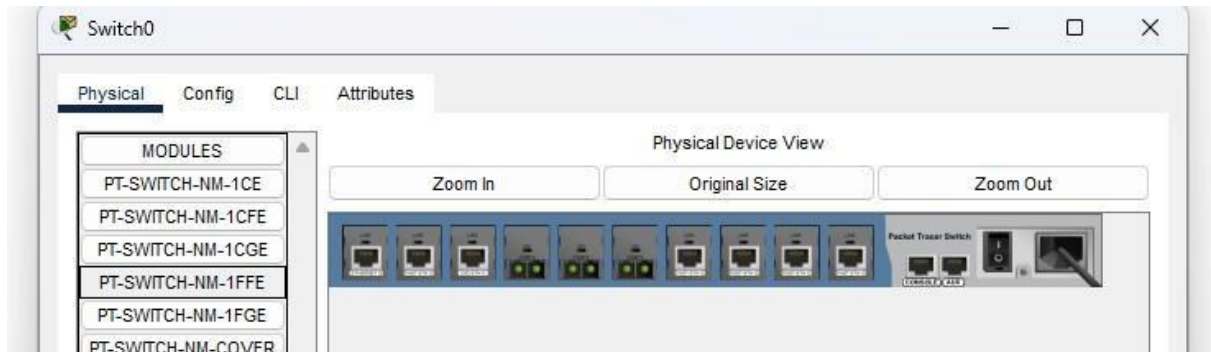 Switch0
Physical Config CLI Attributes
MODULES
PT-SWITCH-NM-1CE
PT-SWITCH-NM-1CFE
PT-SWITCH-NM-1CGE
PT-SWITCH-NM-1FFE
PT-SWITCH-NM-1FGE
PT-SWITCH-NM-COVER
Physical Device View
Zoom In Original Size Zoom Out
Packet Tracer Switch
CONSOLE AUX